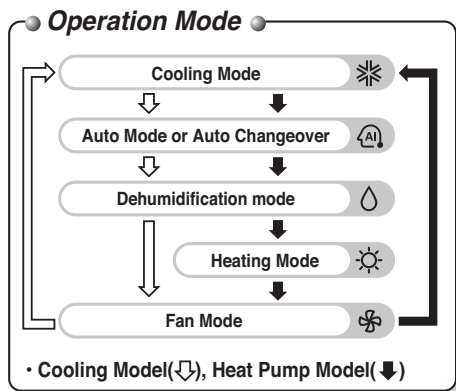 Operation Mode
Cooling Mode
Auto Mode or Auto Changeover
AI
Dehumidification mode
Heating Mode
Fan Mode
• Cooling Model(⇩), Heat Pump Model(⬇)